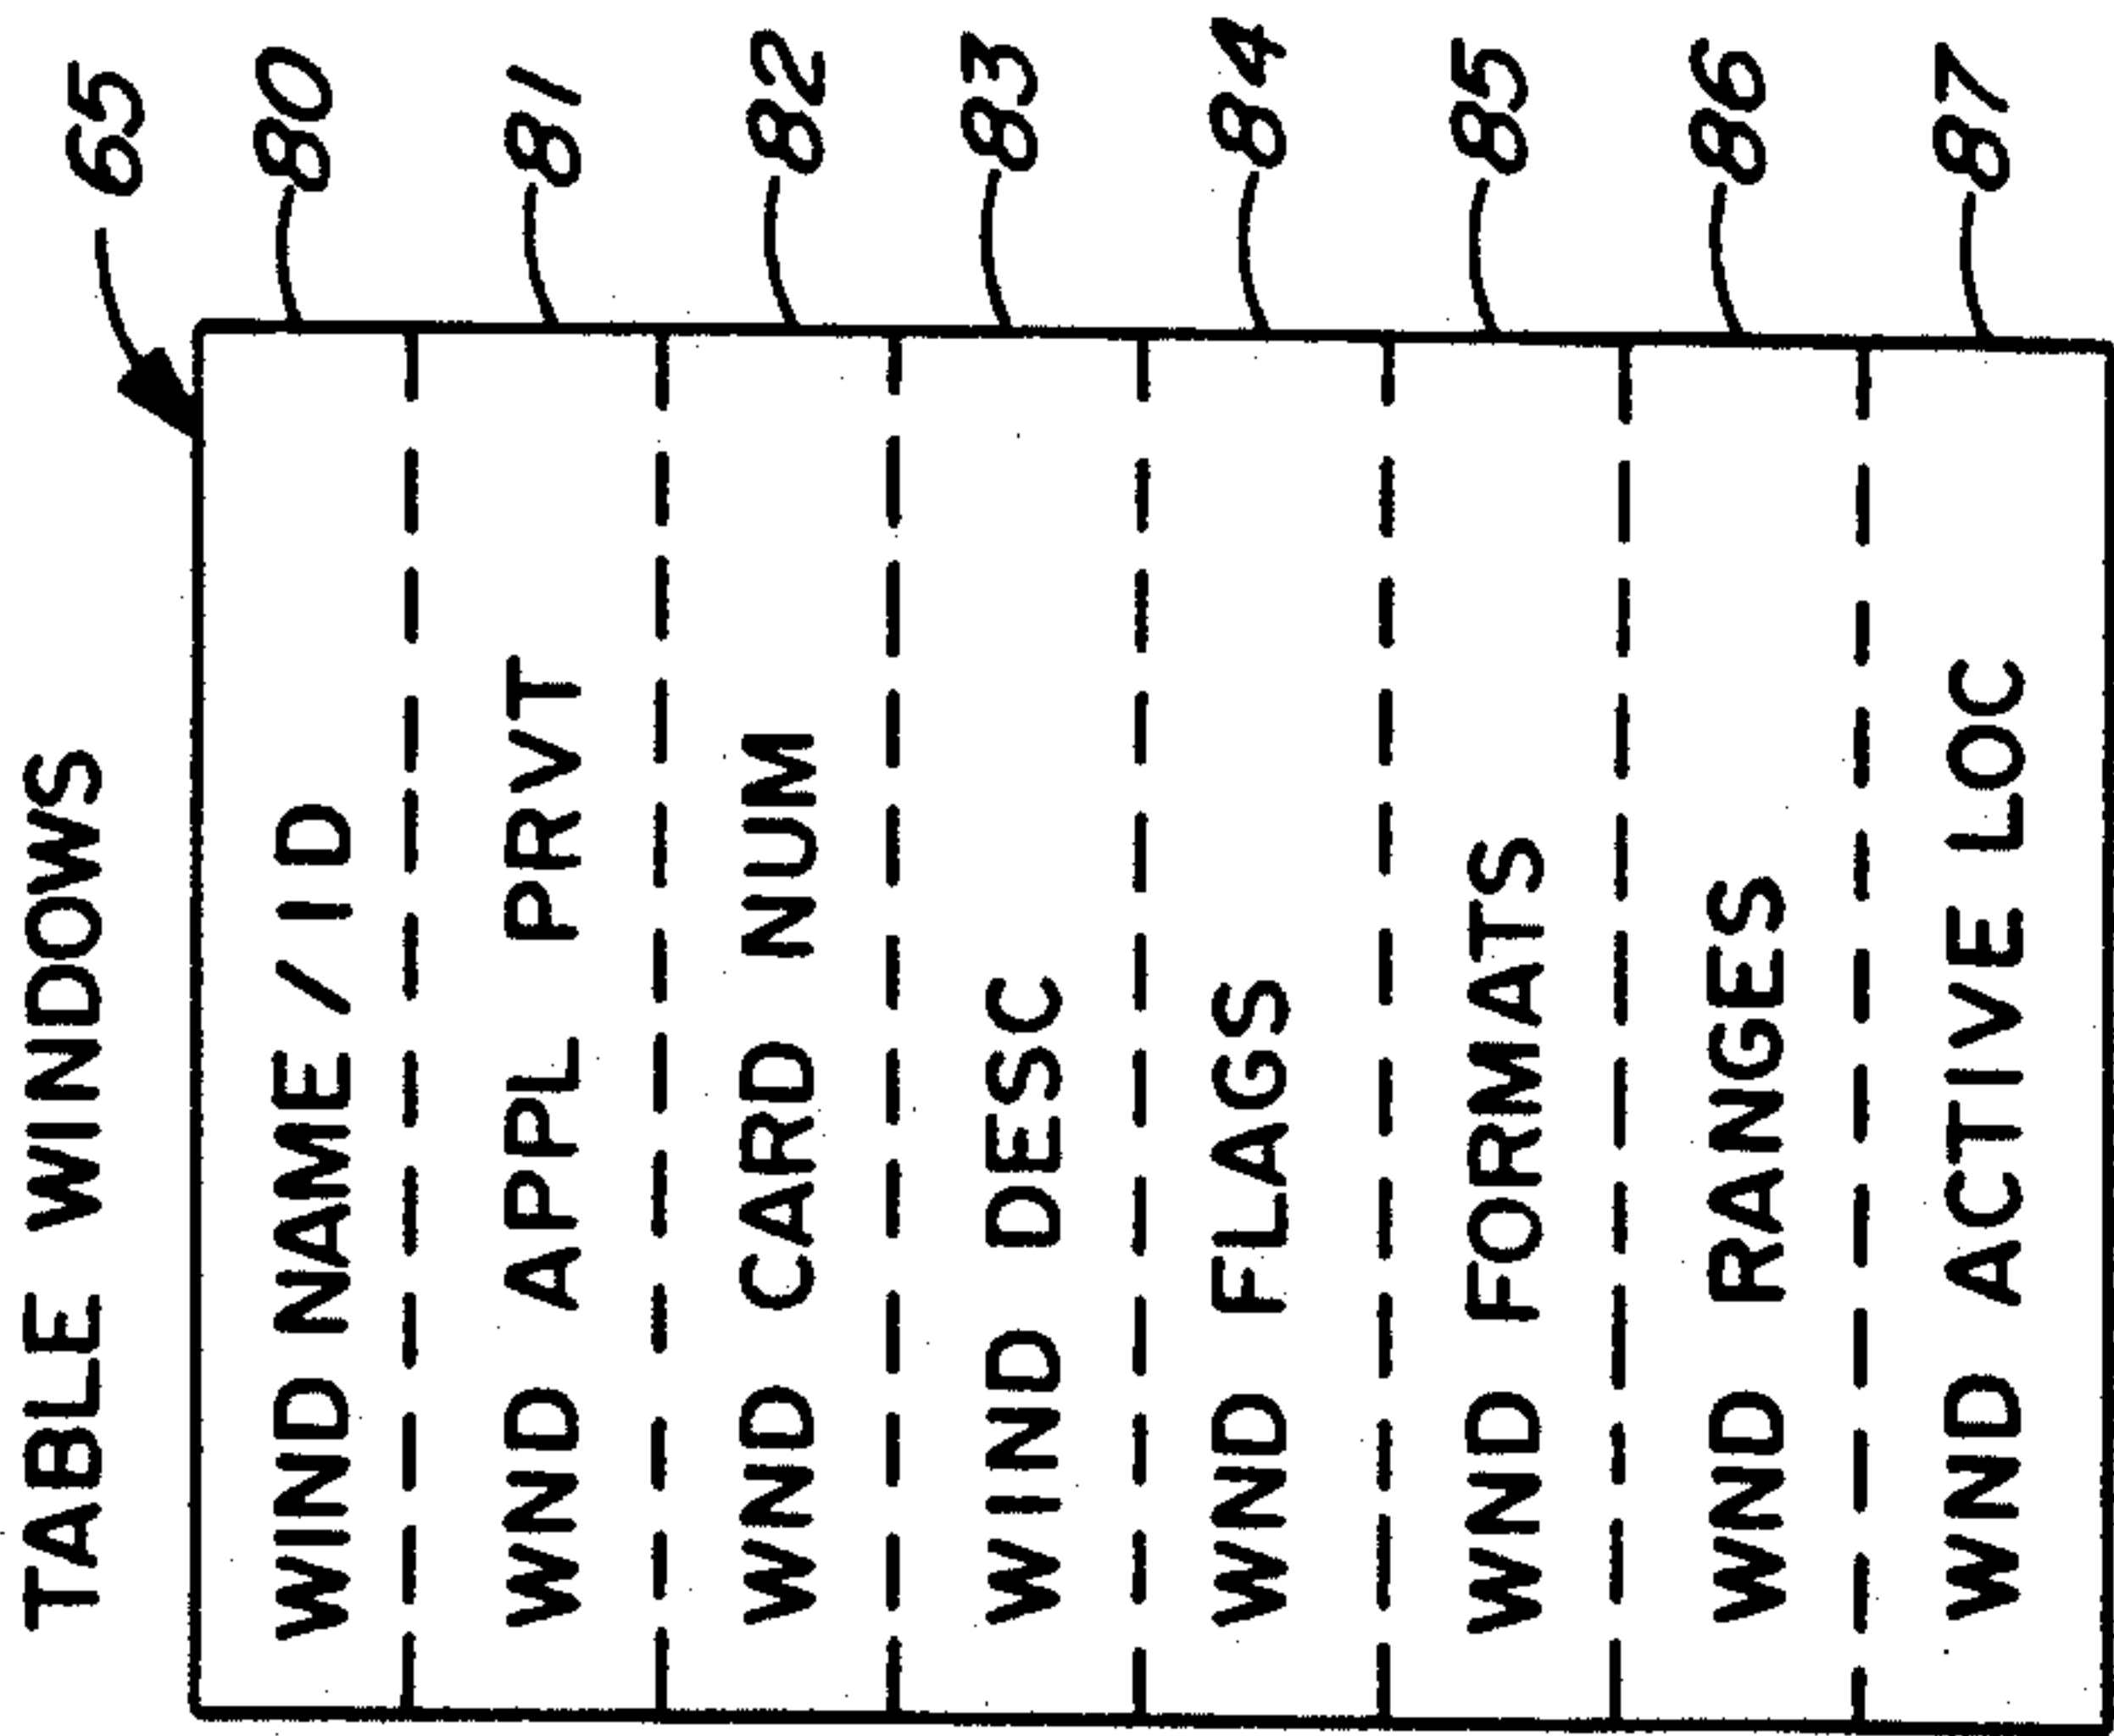 TABLE WINDOWS
65
WIND NAME / ID 80
WND APPL PRVT 81
WND CARD NUM 82
WIND DESC 83
WND FLAGS 84
WND FORMATS 85
WND RANGES 86
WND ACTIVE LOC 87